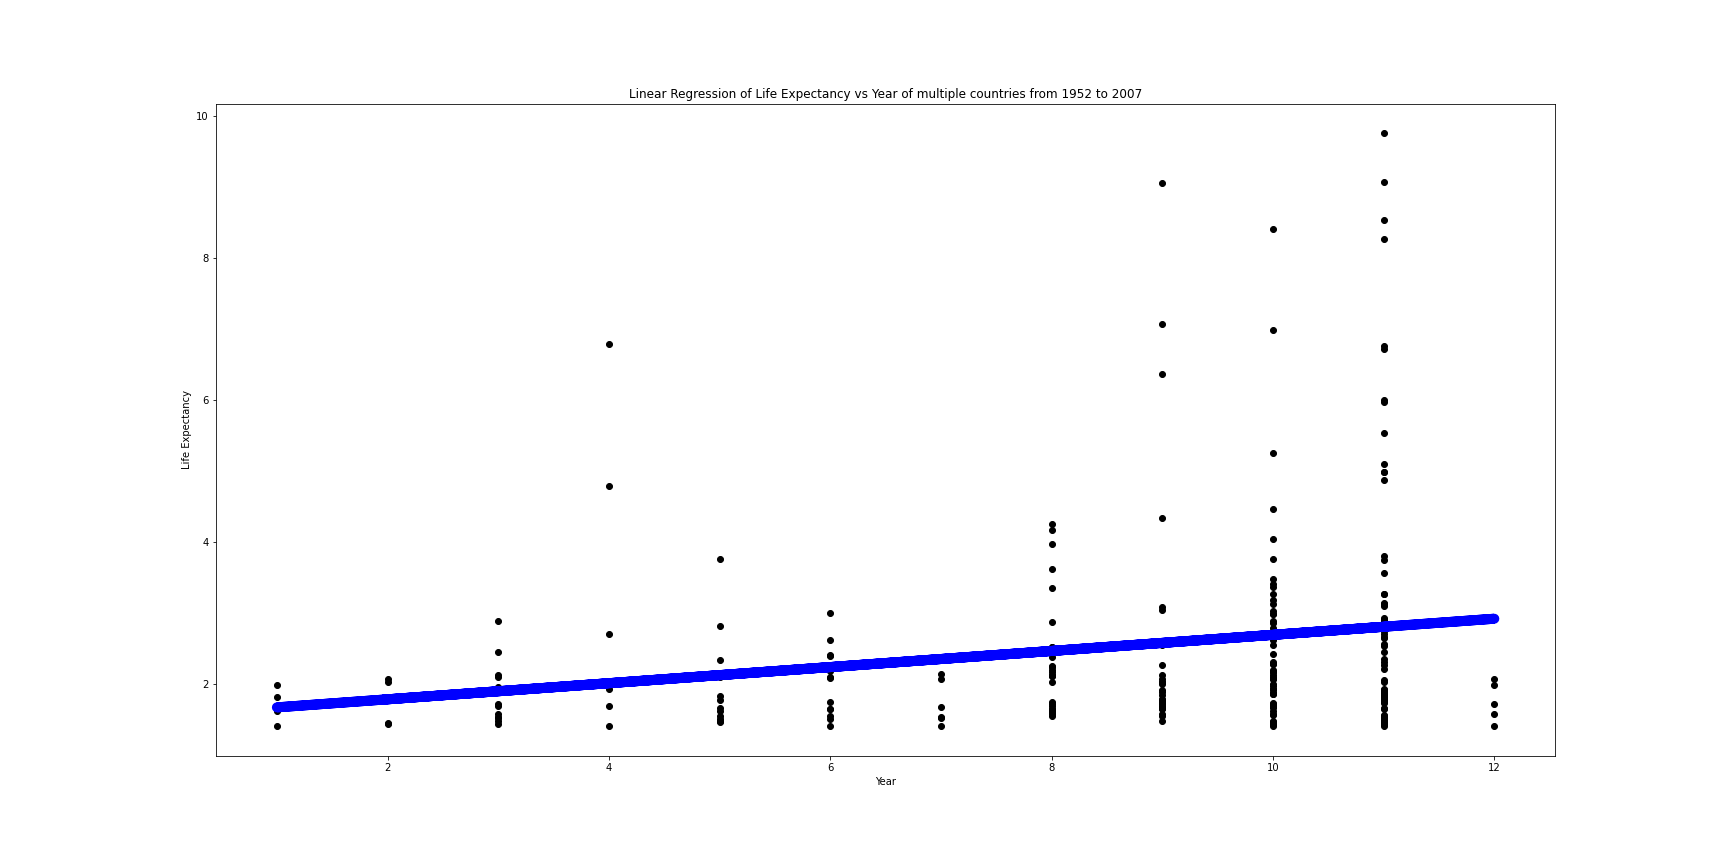 Linear Regression of Life Expectancy vs Year of multiple countries from 1952 to 2007
10
8
6
4
2
Life Expectancy
2 4 6 8 10 12
Year